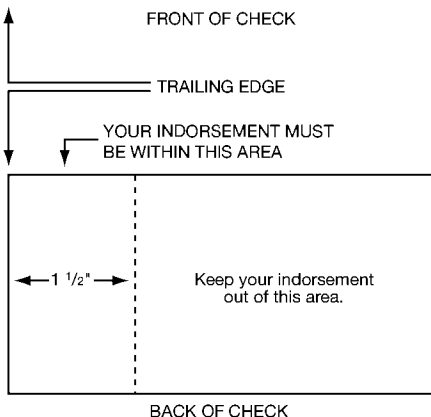 FRONT OF CHECK
TRAILING EDGE
YOUR INDORSEMENT MUST
BE WITHIN THIS AREA
1 1/2"
Keep your indorsement
out of this area.
BACK OF CHECK